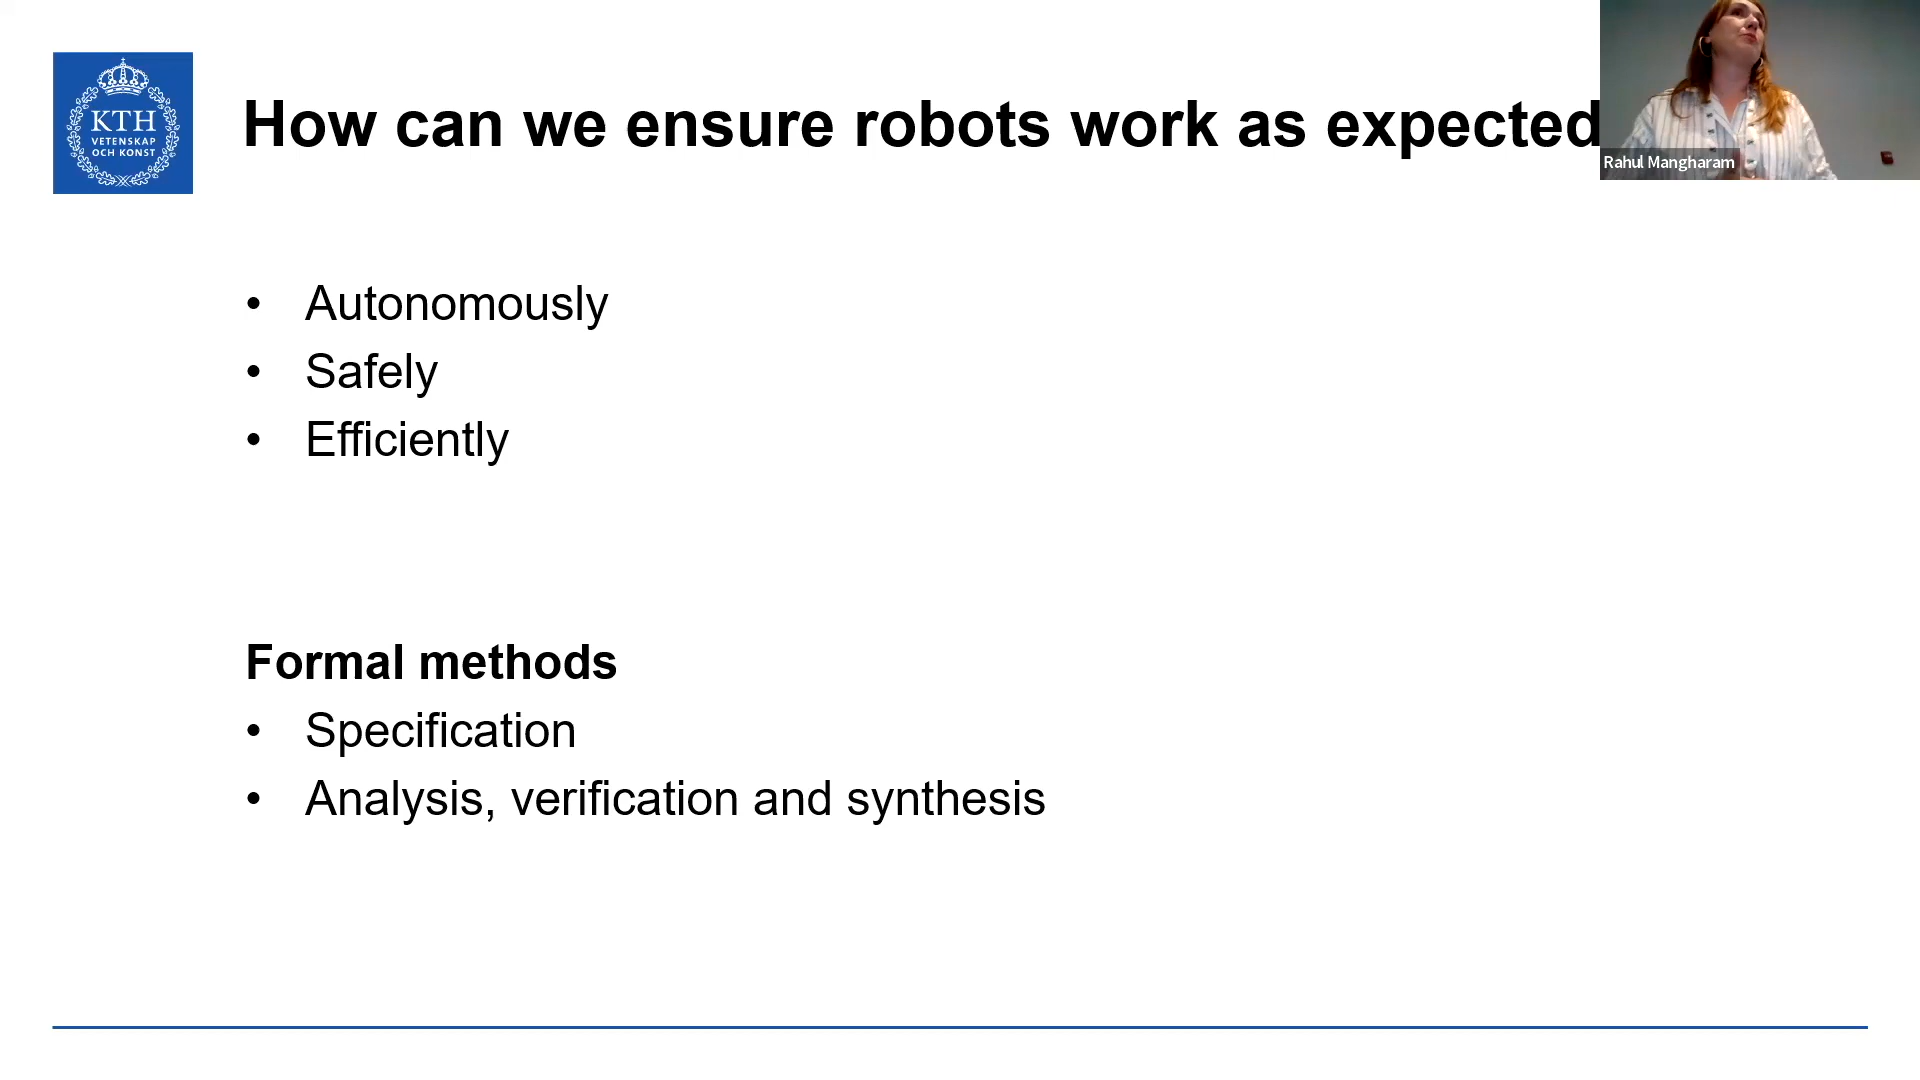 KTH
VETENSKAP
OCH KONST
How can we ensure robots work as expected
Rahul Mangharam
• Autonomously
• Safely
• Efficiently
Formal methods
• Specification
• Analysis, verification and synthesis